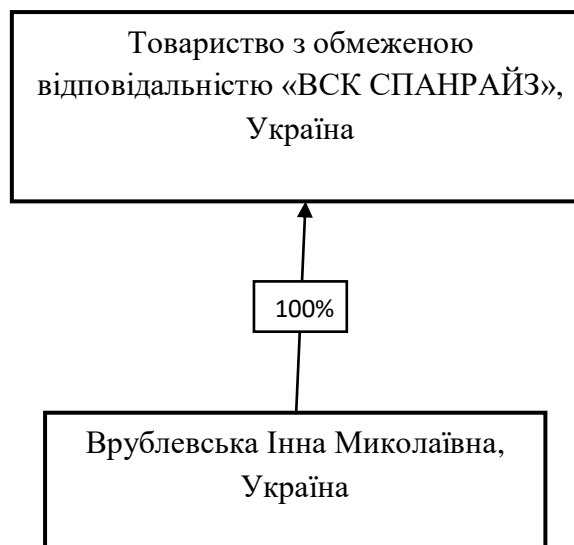 Товариство з обмеженою
відповідальністю «ВСК СПАНРАЙЗ»,
Україна
100%
Врублевська Інна Миколаївна,
Україна